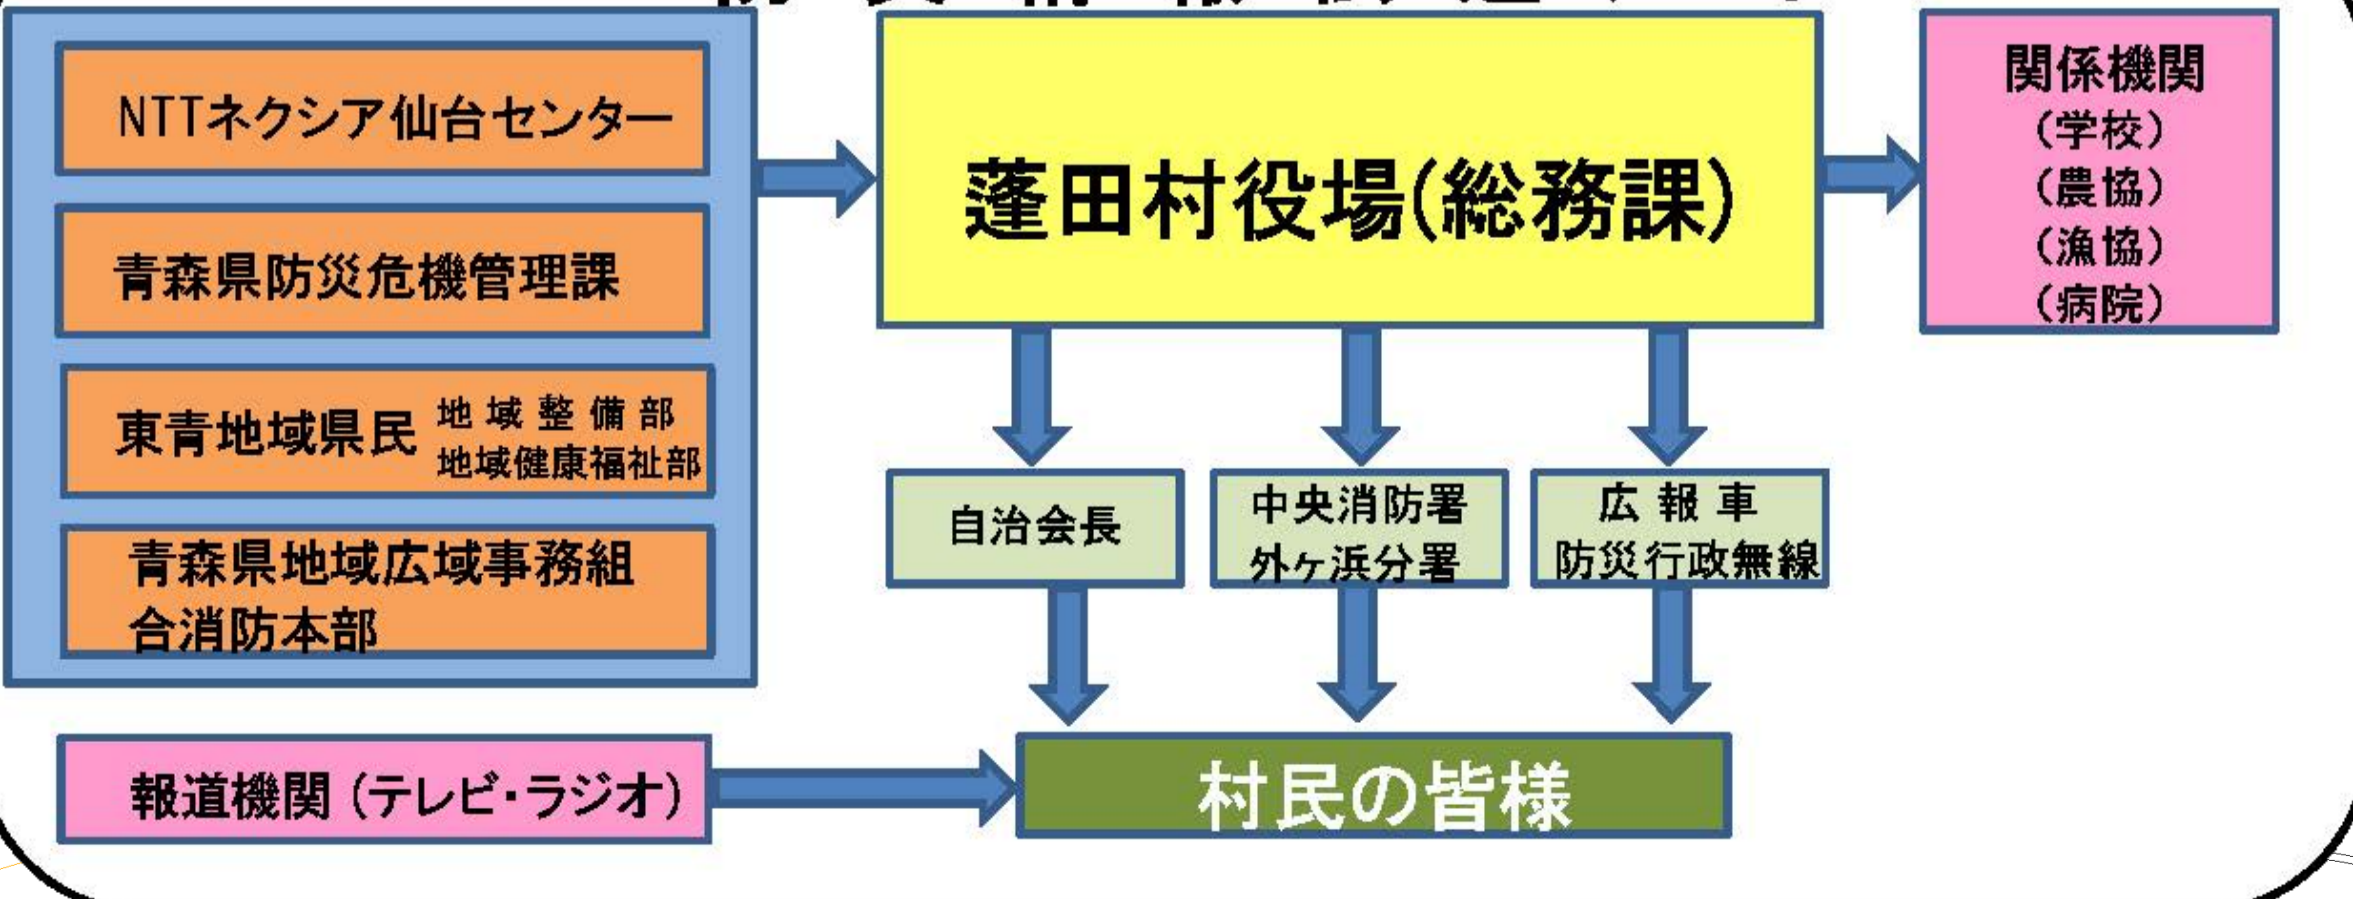 NTTネクシア仙台センター
青森県防災危機管理課
東青地域県民
地域整備部
地域健康福祉部
青森県地域広域事務組
合消防本部
蓬田村役場(総務課)
関係機関
(学校)
(農協)
(漁協)
(病院)
自治会長
中央消防署
外ヶ浜分署
広報車
防災行政無線
報道機関(テレビ・ラジオ)
村民の皆様